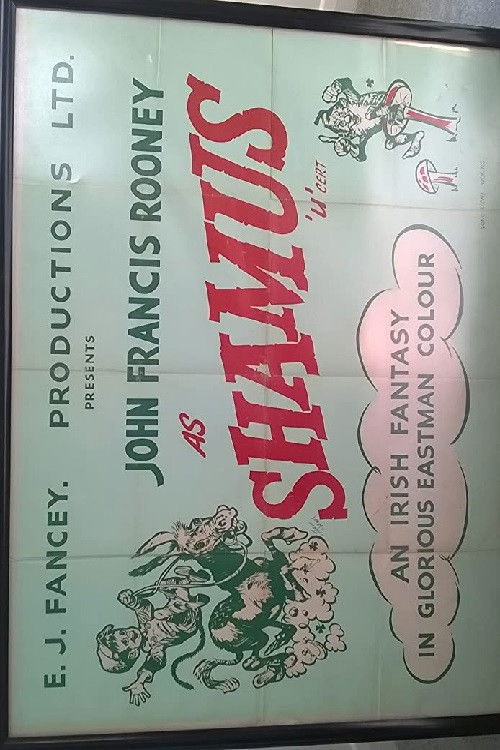 E. J. FANCEY. PRODUCTIONS LTD.
PRESENTS
JOHN FRANCIS ROONEY
AS
SHAMUS
'U' CERT
AN IRISH FANTASY
IN GLORIOUS EASTMAN COLOUR